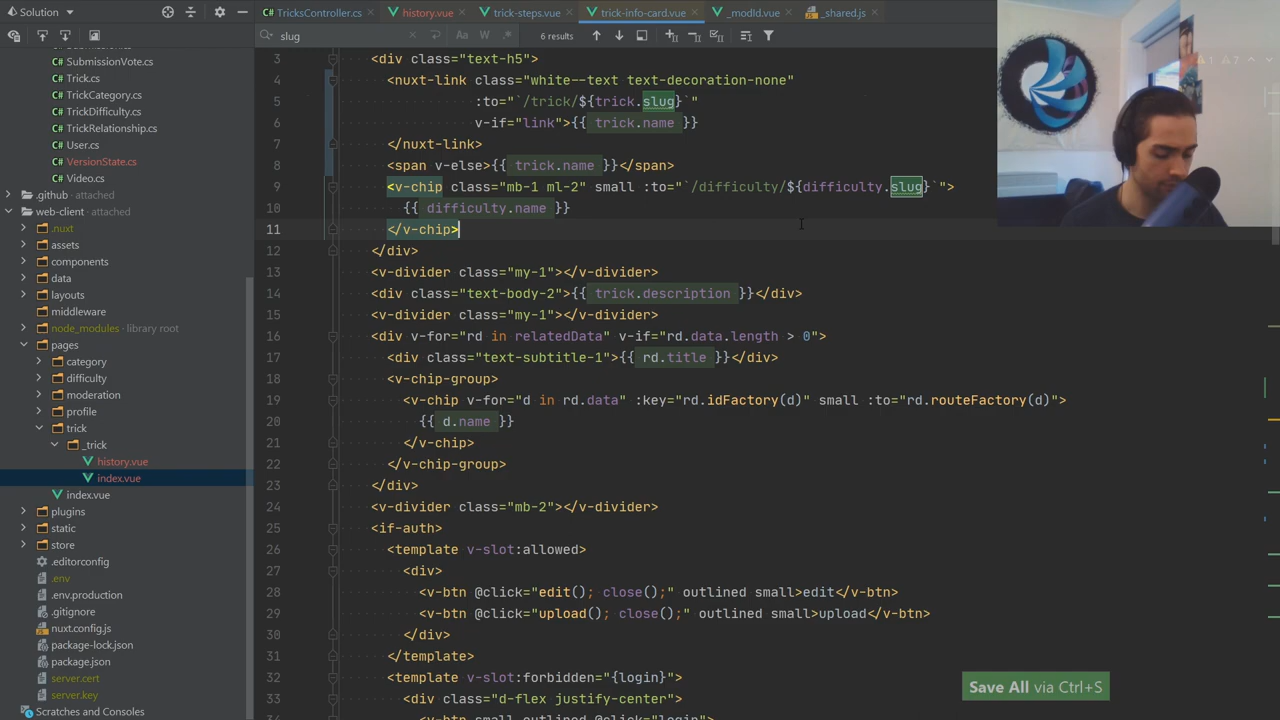 Solution
TricksController.cs
history.vue
trick-steps.vue
trick-info-card.vue
_modId.vue
_shared.js
slug
Aa
W
6 results
1
7
SubmissionVote.cs
Trick.cs
TrickCategory.cs
TrickDifficulty.cs
TrickRelationship.cs
User.cs
VersionState.cs
Video.cs
.github attached
web-client attached
.nuxt
assets
components
data
layouts
middleware
node_modules library root
pages
category
difficulty
moderation
profile
trick
_trick
history.vue
index.vue
index.vue
plugins
static
store
.editorconfig
.env
.env.production
.gitignore
nuxt.config.js
package-lock.json
package.json
server.cert
server.key
Scratches and Consoles
3 <div class="text-h5">
4 <nuxt-link class="white--text text-decoration-none"
5 :to="`/trick/${trick.slug}`"
6 v-if="link">{{ trick.name }}
7 </nuxt-link>
8 <span v-else>{{ trick.name }}</span>
9 <v-chip class="mb-1 ml-2" small :to="`/difficulty/${difficulty.slug}`">
10 {{ difficulty.name }}
11 </v-chip>
12 </div>
13 <v-divider class="my-1"></v-divider>
14 <div class="text-body-2">{{ trick.description }}</div>
15 <v-divider class="my-1"></v-divider>
16 <div v-for="rd in relatedData" v-if="rd.data.length > 0">
17 <div class="text-subtitle-1">{{ rd.title }}</div>
18 <v-chip-group>
19 <v-chip v-for="d in rd.data" :key="rd.idFactory(d)" small :to="rd.routeFactory(d)">
20 {{ d.name }}
21 </v-chip>
22 </v-chip-group>
23 </div>
24 <v-divider class="mb-2"></v-divider>
25 <if-auth>
26 <template v-slot:allowed>
27 <div>
28 <v-btn @click="edit(); close();" outlined small>edit</v-btn>
29 <v-btn @click="upload(); close();" outlined small>upload</v-btn>
30 </div>
31 </template>
32 <template v-slot:forbidden="{login}">
33 <div class="d-flex justify-center">
Save All via Ctrl+S